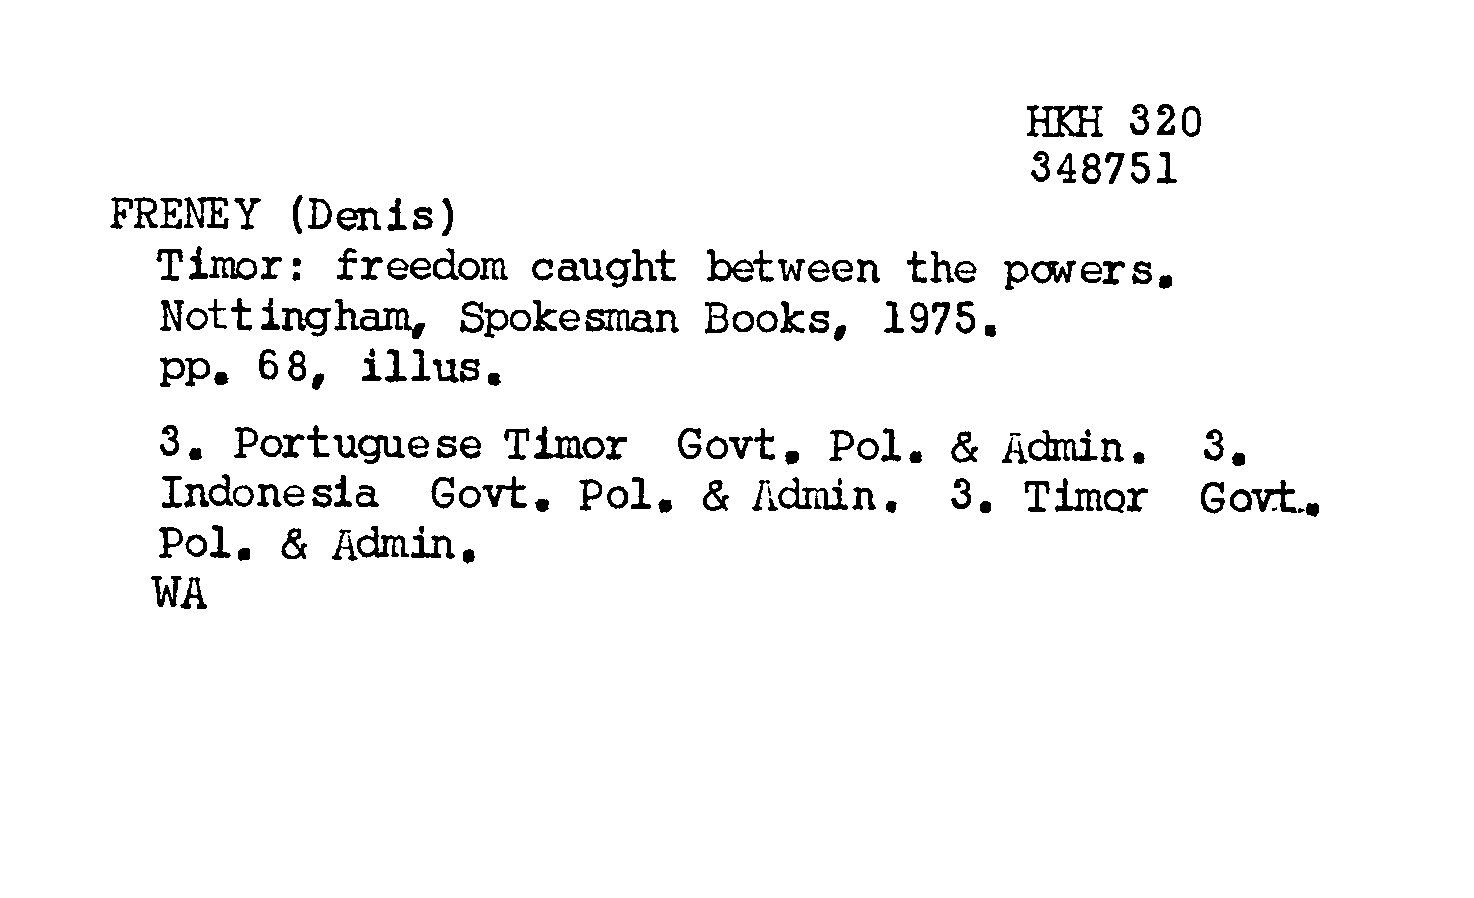 HKH 320
348751
FRENEY (Denis)
Timor: freedom caught between the powers.
Nottingham, Spokesman Books, 1975.
pp. 68, illus.
3. Portuguese Timor Govt. Pol. & Admin. 3.
Indonesia Govt. Pol. & Admin. 3. Timor Govt.
Pol. & Admin.
WA